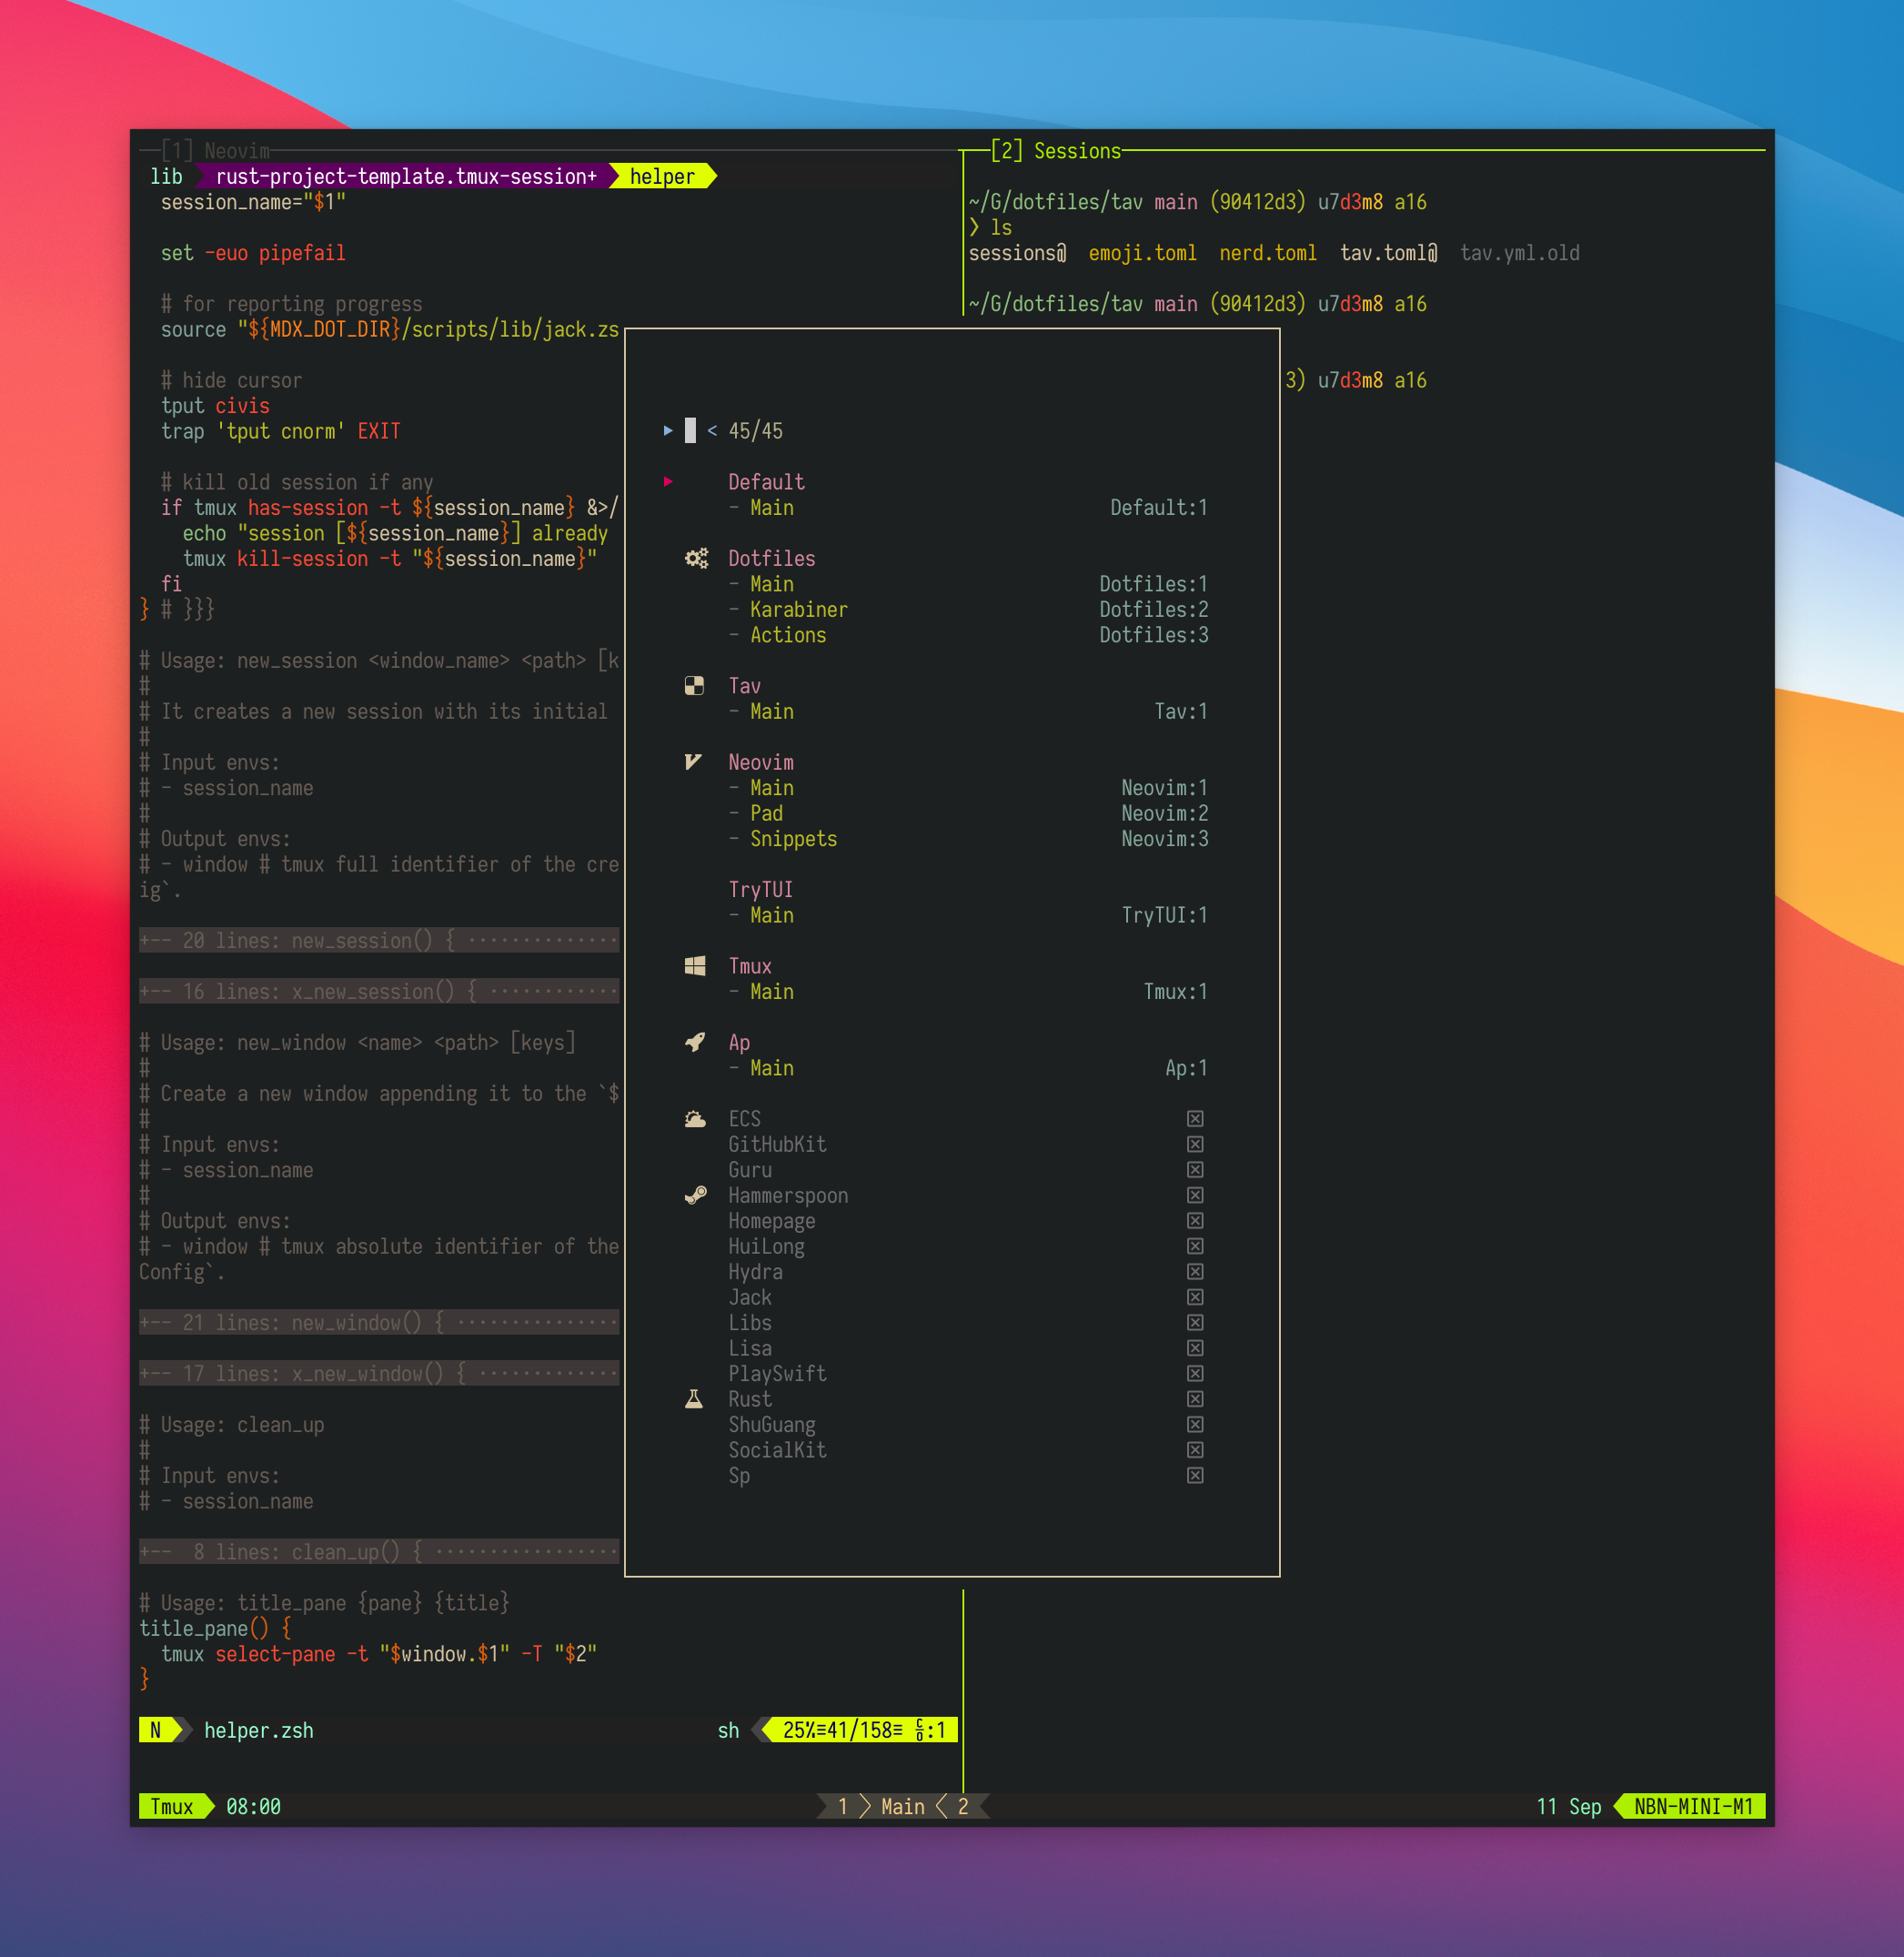 [1] Neovim
lib rust-project-template.tmux-session+ helper
session_name="$1"
set -euo pipefail
# for reporting progress
source "${MDX_DOT_DIR}/scripts/lib/jack.zs
# hide cursor
tput civis
trap 'tput cnorm' EXIT
# kill old session if any
if tmux has-session -t ${session_name} &>/
echo "session [${session_name}] already
tmux kill-session -t "${session_name}"
fi
} # }}}
# Usage: new_session <window_name> <path> [k
#
# It creates a new session with its initial
#
# Input envs:
# - session_name
#
# Output envs:
# - window # tmux full identifier of the cre
ig`.
+-- 20 lines: new_session() { ··············
+-- 16 lines: x_new_session() { ············
# Usage: new_window <name> <path> [keys]
#
# Create a new window appending it to the `$
#
# Input envs:
# - session_name
#
# Output envs:
# - window # tmux absolute identifier of the
Config`.
+-- 21 lines: new_window() { ···············
+-- 17 lines: x_new_window() { ·············
# Usage: clean_up
#
# Input envs:
# - session_name
+--  8 lines: clean_up() { ·················
# Usage: title_pane {pane} {title}
title_pane() {
tmux select-pane -t "$window.$1" -T "$2"
}
N helper.zsh sh 25%≡41/158≡ :1
[2] Sessions
~/G/dotfiles/tav main (90412d3) u7d3m8 a16
❯ ls
sessions@ emoji.toml nerd.toml tav.toml@ tav.yml.old
~/G/dotfiles/tav main (90412d3) u7d3m8 a16
3) u7d3m8 a16
< 45/45
Default
- Main Default:1
Dotfiles
- Main Dotfiles:1
- Karabiner Dotfiles:2
- Actions Dotfiles:3
Tav
- Main Tav:1
Neovim
- Main Neovim:1
- Pad Neovim:2
- Snippets Neovim:3
TryTUI
- Main TryTUI:1
Tmux
- Main Tmux:1
Ap
- Main Ap:1
ECS
GitHubKit
Guru
Hammerspoon
Homepage
HuiLong
Hydra
Jack
Libs
Lisa
PlaySwift
Rust
ShuGuang
SocialKit
Sp
Tmux 08:00 1 Main 2 11 Sep NBN-MINI-M1